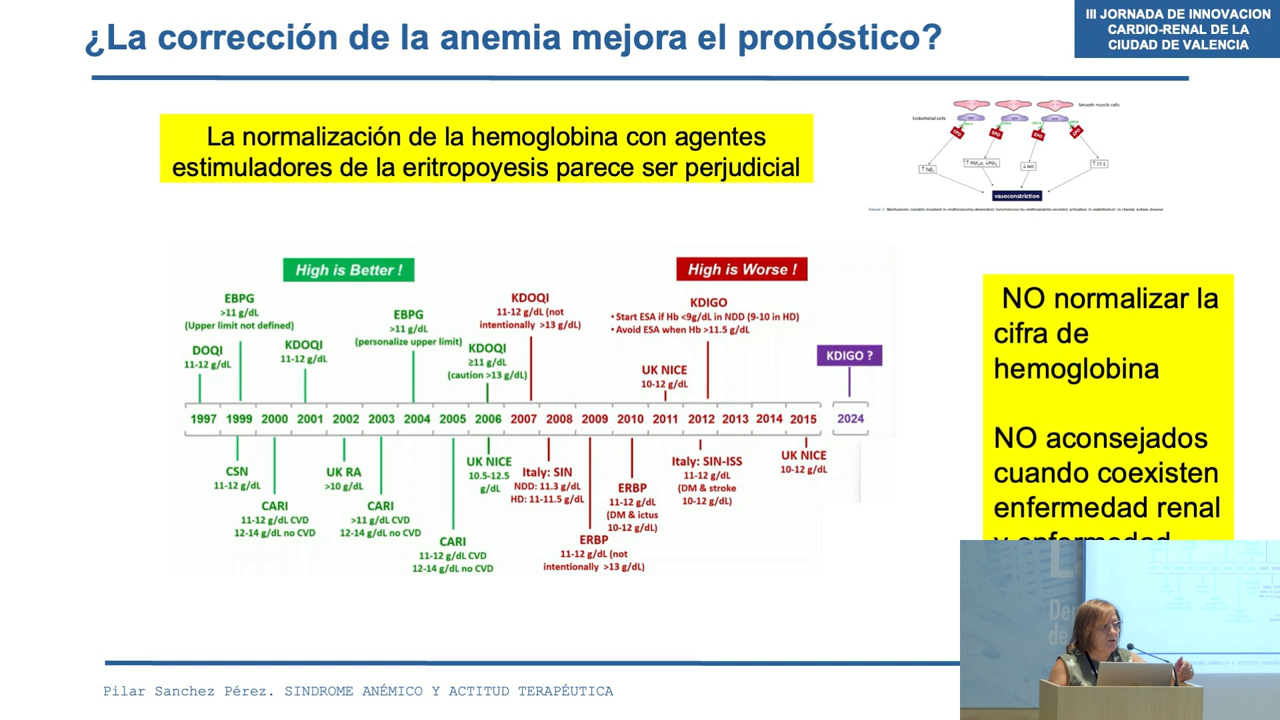 ¿La corrección de la anemia mejora el pronóstico?
III JORNADA DE INNOVACION
CARDIO-RENAL DE LA
CIUDAD DE VALENCIA
La normalización de la hemoglobina con agentes
estimuladores de la eritropoyesis parece ser perjudicial
Smooth muscle cells
Endothelial cells
EPO
EPO
EPO
EPO
vasoconstriction
High is Better !
High is Worse !
EBPG
>11 g/dL
(Upper limit not defined)
DOQI
11-12 g/dL
KDOQI
11-12 g/dL
EBPG
>11 g/dL
(personalize upper limit)
KDOQI
≥11 g/dL
(caution >13 g/dL)
KDOQI
11-12 g/dL (not
intentionally >13 g/dL)
KDIGO
• Start ESA if Hb <9g/dL in NDD (9-10 in HD)
• Avoid ESA when Hb >11.5 g/dL
UK NICE
10-12 g/dL
KDIGO ?
1997 1999 2000 2001 2002 2003 2004 2005 2006 2007 2008 2009 2010 2011 2012 2013 2014 2015 2024
CSN
11-12 g/dL
CARI
11-12 g/dL CVD
12-14 g/dL no CVD
UK RA
>10 g/dL
CARI
>11 g/dL CVD
12-14 g/dL no CVD
CARI
11-12 g/dL CVD
12-14 g/dL no CVD
UK NICE
10.5-12.5
g/dL
Italy: SIN
NDD: 11.3 g/dL
HD: 11-11.5 g/dL
ERBP
11-12 g/dL (not
intentionally >13 g/dL)
ERBP
11-12 g/dL
(DM & ictus
10-12 g/dL)
Italy: SIN-ISS
11-12 g/dL
(DM & stroke
10-12 g/dL)
UK NICE
10-12 g/dL
NO normalizar la
cifra de
hemoglobina
NO aconsejados
cuando coexisten
enfermedad renal
y enfermedad
Pilar Sanchez Pérez. SINDROME ANÉMICO Y ACTITUD TERAPÉUTICA